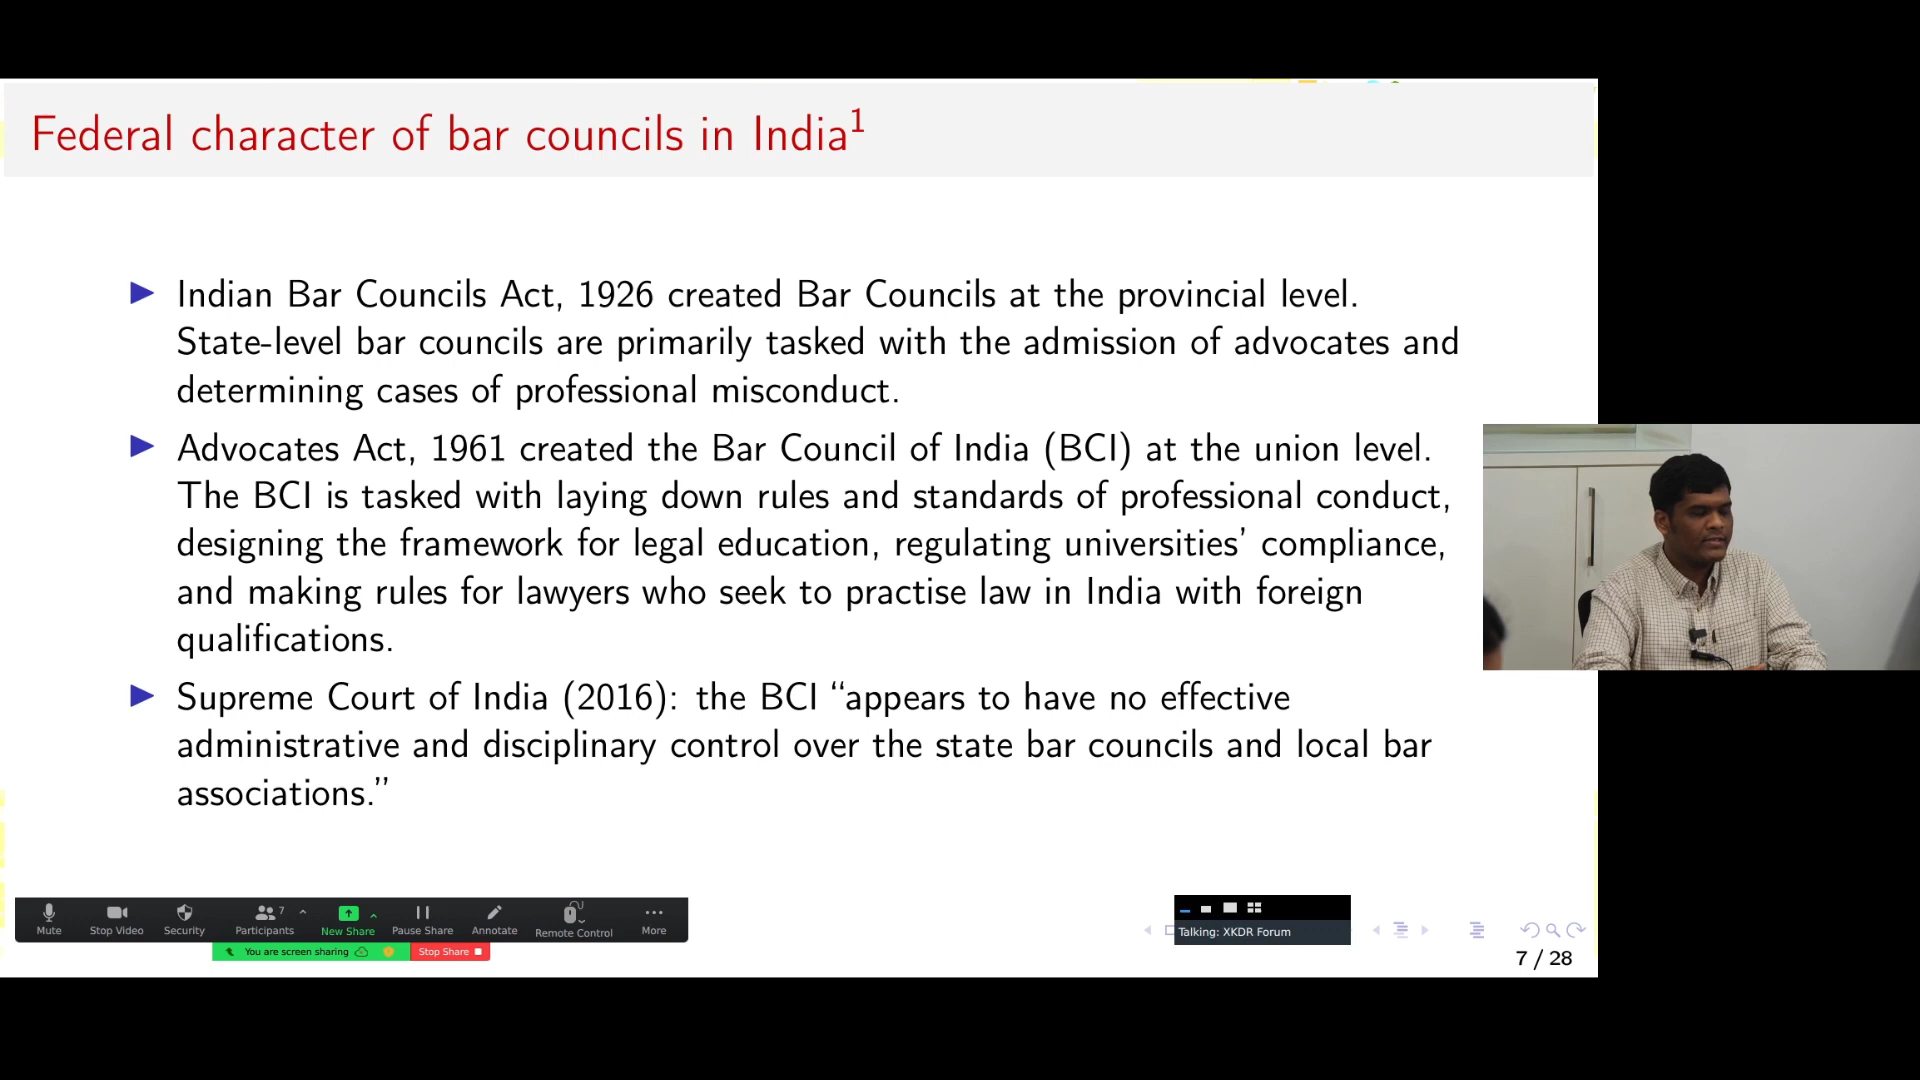 Federal character of bar councils in India¹
▶ Indian Bar Councils Act, 1926 created Bar Councils at the provincial level.
State-level bar councils are primarily tasked with the admission of advocates and
determining cases of professional misconduct.
▶ Advocates Act, 1961 created the Bar Council of India (BCI) at the union level.
The BCI is tasked with laying down rules and standards of professional conduct,
designing the framework for legal education, regulating universities’ compliance,
and making rules for lawyers who seek to practise law in India with foreign
qualifications.
▶ Supreme Court of India (2016): the BCI “appears to have no effective
administrative and disciplinary control over the state bar councils and local bar
associations.”
7
Mute Stop Video Security Participants New Share Pause Share Annotate Remote Control More
You are screen sharing Stop Share
Talking: XKDR Forum
7 / 28